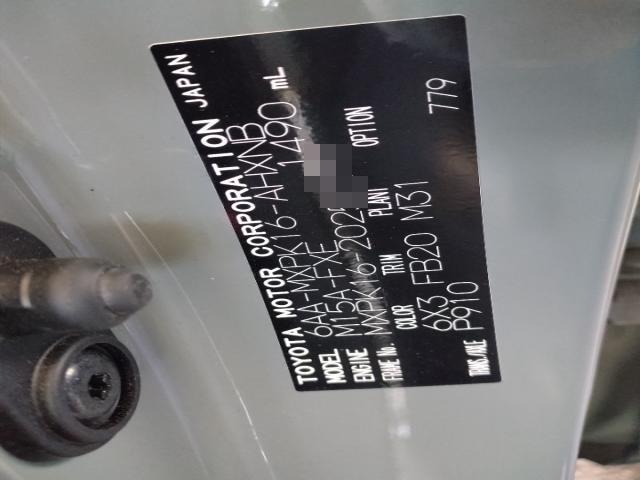 TOYOTA MOTOR CORPORATION JAPAN
MODEL 6AA-MXPK16-AHXNB
ENGINE M15A-FXE 1490 mL
FRAME No. MXPK16-202
COLOR TRIM PLANT OPTION
6X3 FB20 M31 779
TRANS.AXLE P910